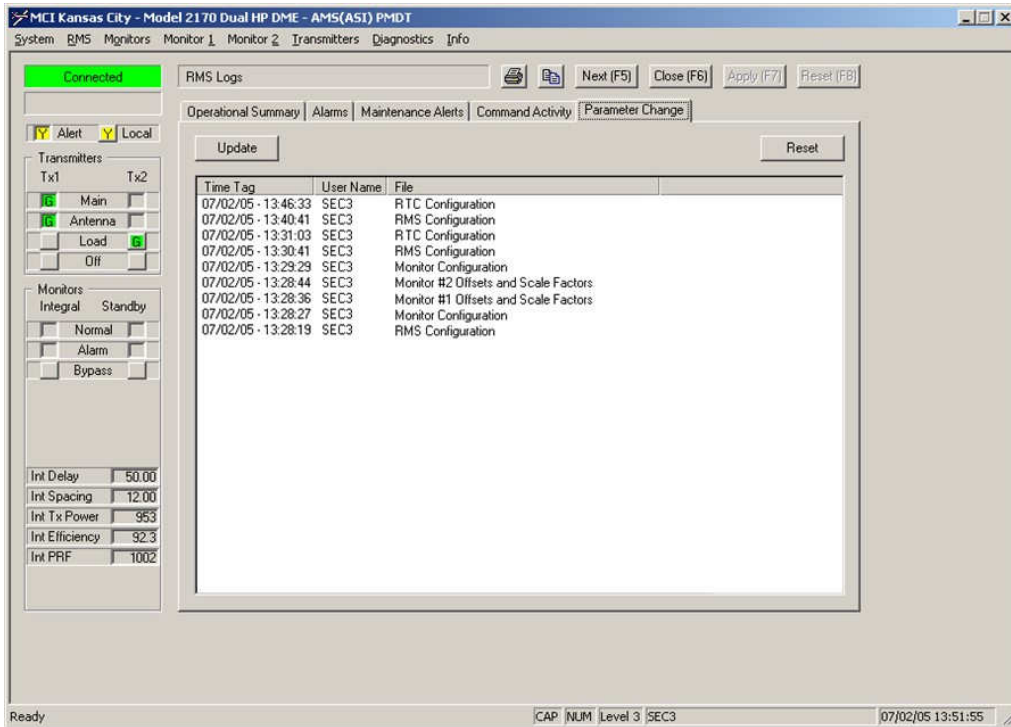 MCI Kansas City - Model 2170 Dual HP DME - AMS(ASI) PMDT
System RMS Monitors Monitor 1 Monitor 2 Transmitters Diagnostics Info
Connected
RMS Logs
Next (F5) Close (F6) Apply (F7) Reset (F8)
Operational Summary Alarms Maintenance Alerts Command Activity Parameter Change
Y Alert Y Local
Update Reset
Transmitters
Tx1 Tx2
G Main
G Antenna
Load G
Off
Monitors
Integral Standby
Normal
Alarm
Bypass
Int Delay 50.00
Int Spacing 12.00
Int Tx Power 953
Int Efficiency 92.3
Int PRF 1002
Time Tag User Name File
07/02/05 - 13:46:33 SEC3 RTC Configuration
07/02/05 - 13:40:41 SEC3 RMS Configuration
07/02/05 - 13:31:03 SEC3 RTC Configuration
07/02/05 - 13:30:41 SEC3 RMS Configuration
07/02/05 - 13:29:29 SEC3 Monitor Configuration
07/02/05 - 13:28:44 SEC3 Monitor #2 Offsets and Scale Factors
07/02/05 - 13:28:36 SEC3 Monitor #1 Offsets and Scale Factors
07/02/05 - 13:28:27 SEC3 Monitor Configuration
07/02/05 - 13:28:19 SEC3 RMS Configuration
Ready CAP NUM Level 3 SEC3 07/02/05 13:51:55